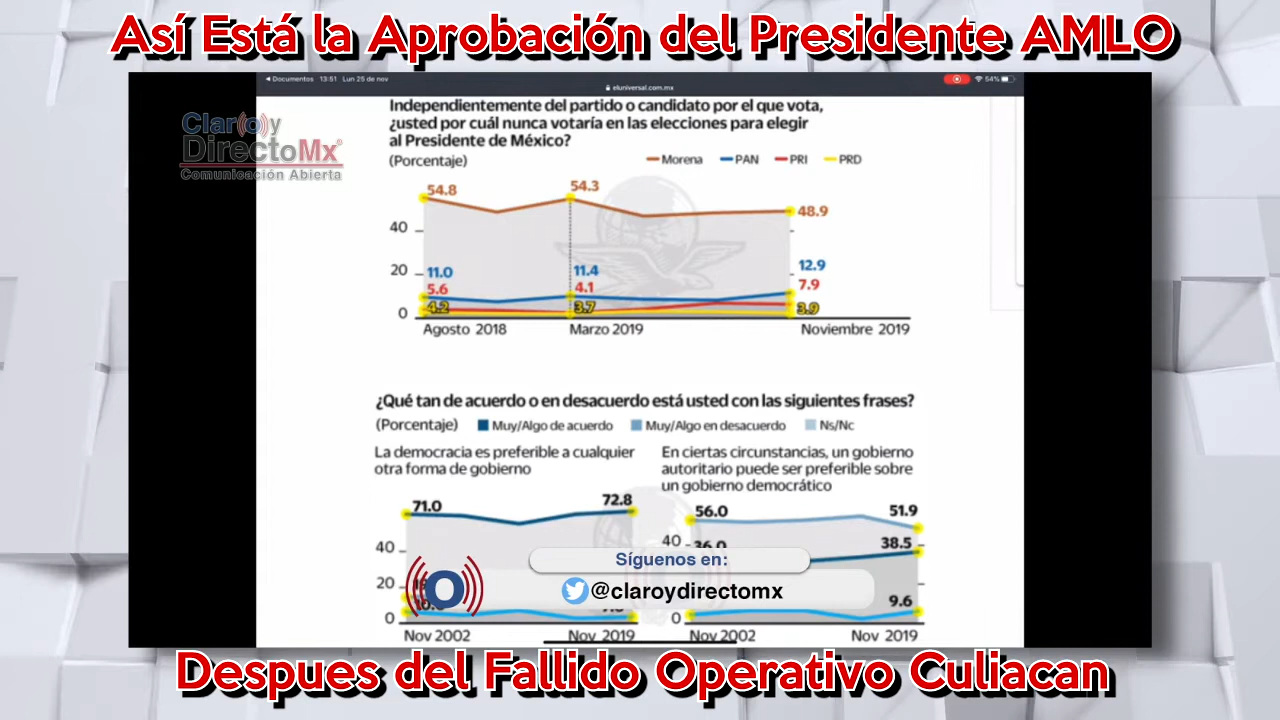 Así Está la Aprobación del Presidente AMLO
Documentos 13:51 Lun 25 de nov
54%
eluniversal.com.mx
Clar(o)y
DirectoMx
Comunicación Abierta
Independientemente del partido o candidato por el que vota,
¿usted por cuál nunca votaría en las elecciones para elegir
al Presidente de México?
(Porcentaje)
Morena PAN PRI PRD
54.8 54.3 48.9
40
20
0
11.0 11.4 12.9
5.6 4.1 7.9
4.2 3.7 3.9
Agosto 2018 Marzo 2019 Noviembre 2019
¿Qué tan de acuerdo o en desacuerdo está usted con las siguientes frases?
(Porcentaje) Muy/Algo de acuerdo Muy/Algo en desacuerdo Ns/Nc
La democracia es preferible a cualquier
otra forma de gobierno
71.0 72.8
40
20
0
Nov 2002 Nov 2019
En ciertas circunstancias, un gobierno
autoritario puede ser preferible sobre
un gobierno democrático
56.0 51.9
40 36.0 38.5
9.6
0
Nov 2002 Nov 2019
Síguenos en:
@claroydirectomx
Despues del Fallido Operativo Culiacan